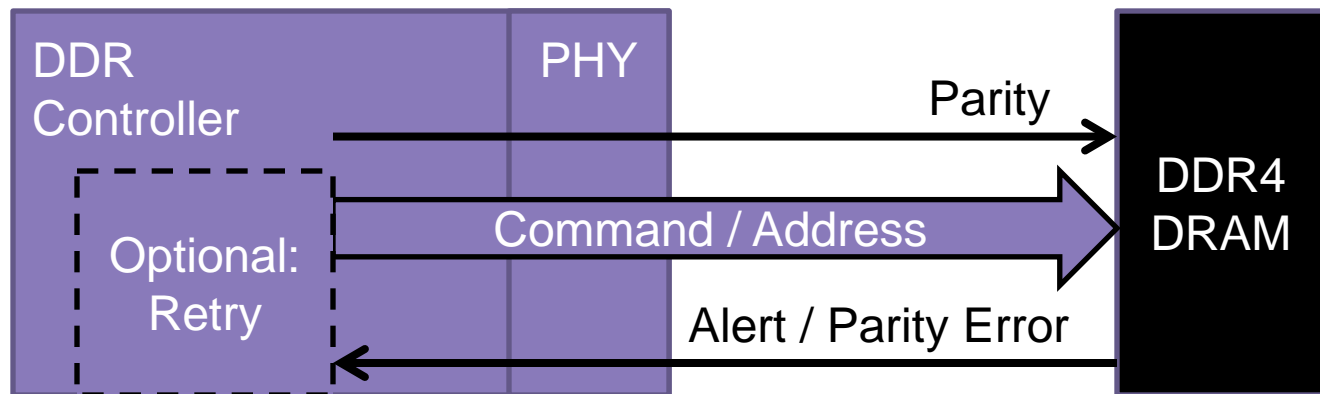 DDR
Controller
PHY
Parity
Command / Address
Optional:
Retry
Alert / Parity Error
DDR4
DRAM